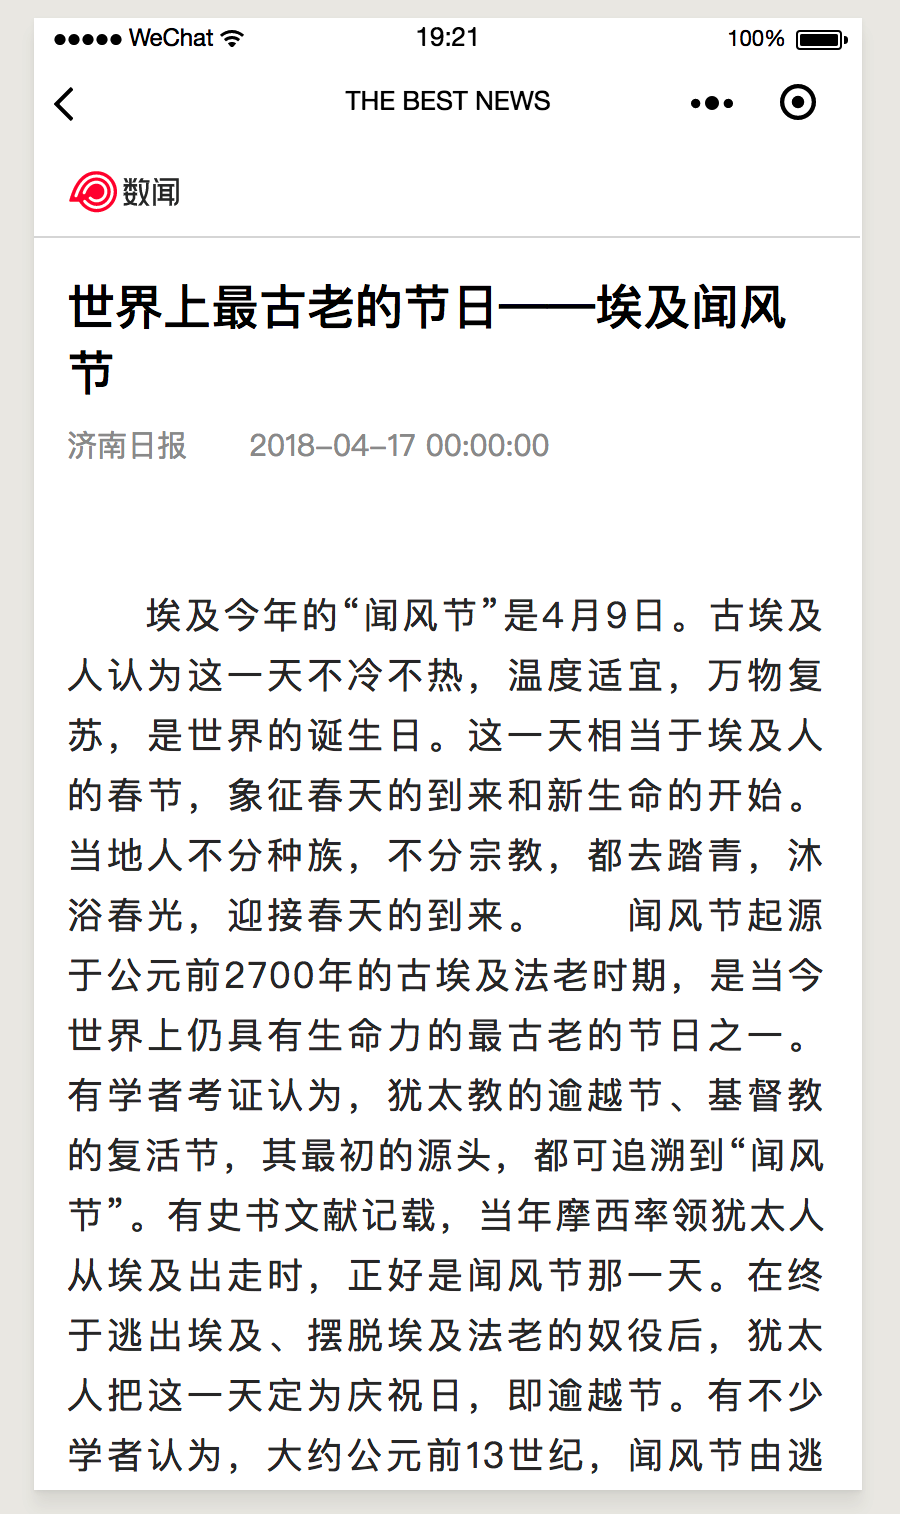 ●●●●● WeChat 19:21 100%
THE BEST NEWS
数闻
世界上最古老的节日——埃及闻风
节
济南日报 2018-04-17 00:00:00
埃及今年的“闻风节”是4月9日。古埃及
人认为这一天不冷不热，温度适宜，万物复
苏，是世界的诞生日。这一天相当于埃及人
的春节，象征春天的到来和新生命的开始。
当地人不分种族，不分宗教，都去踏青，沐
浴春光，迎接春天的到来。 闻风节起源
于公元前2700年的古埃及法老时期，是当今
世界上仍具有生命力的最古老的节日之一。
有学者考证认为，犹太教的逾越节、基督教
的复活节，其最初的源头，都可追溯到“闻风
节”。有史书文献记载，当年摩西率领犹太人
从埃及出走时，正好是闻风节那一天。在终
于逃出埃及、摆脱埃及法老的奴役后，犹太
人把这一天定为庆祝日，即逾越节。有不少
学者认为，大约公元前13世纪，闻风节由逃